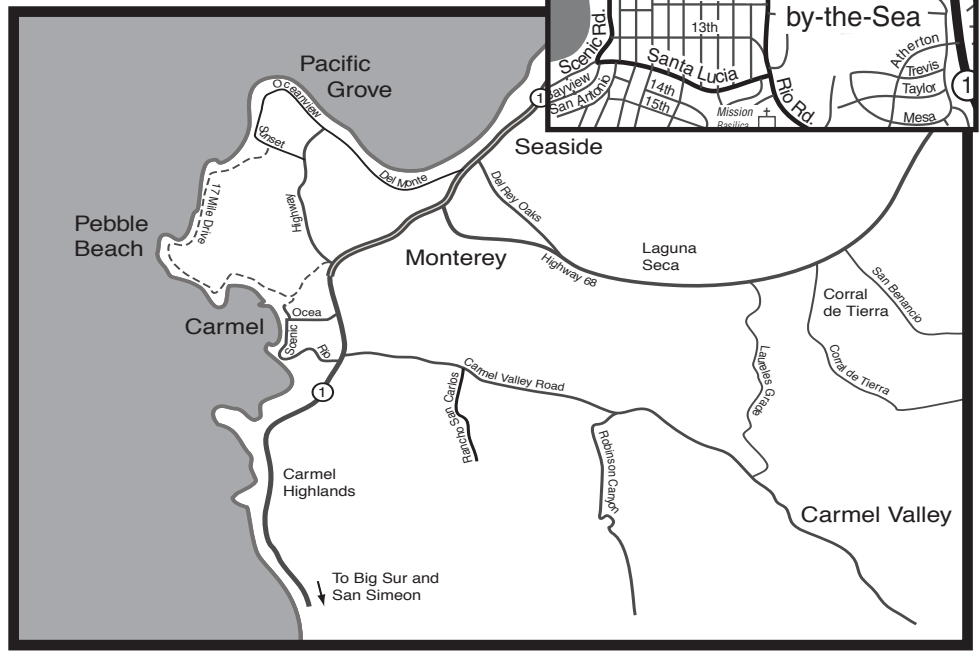 by-the-Sea
13th
Scenic Rd.
Santa Lucia
Atherton
Trevis
Taylor
Mesa
1
Bayview
San Antonio
14th
15th
Mission
Basilica
Rio Rd.
Pacific
Grove
Oceanview
Sunset
Del Monte
1
Seaside
Del Rey Oaks
17 Mile Drive
Highway
Pebble
Beach
Monterey
Highway 68
Laguna
Seca
San Benancio
Corral
de Tierra
Corral de Tierra
Carmel
Ocea
Scenic
Rio
Laureles Grade
Carmel Valley Road
1
Rancho San Carlos
Robinson Canyon
Carmel
Highlands
Carmel Valley
To Big Sur and
San Simeon